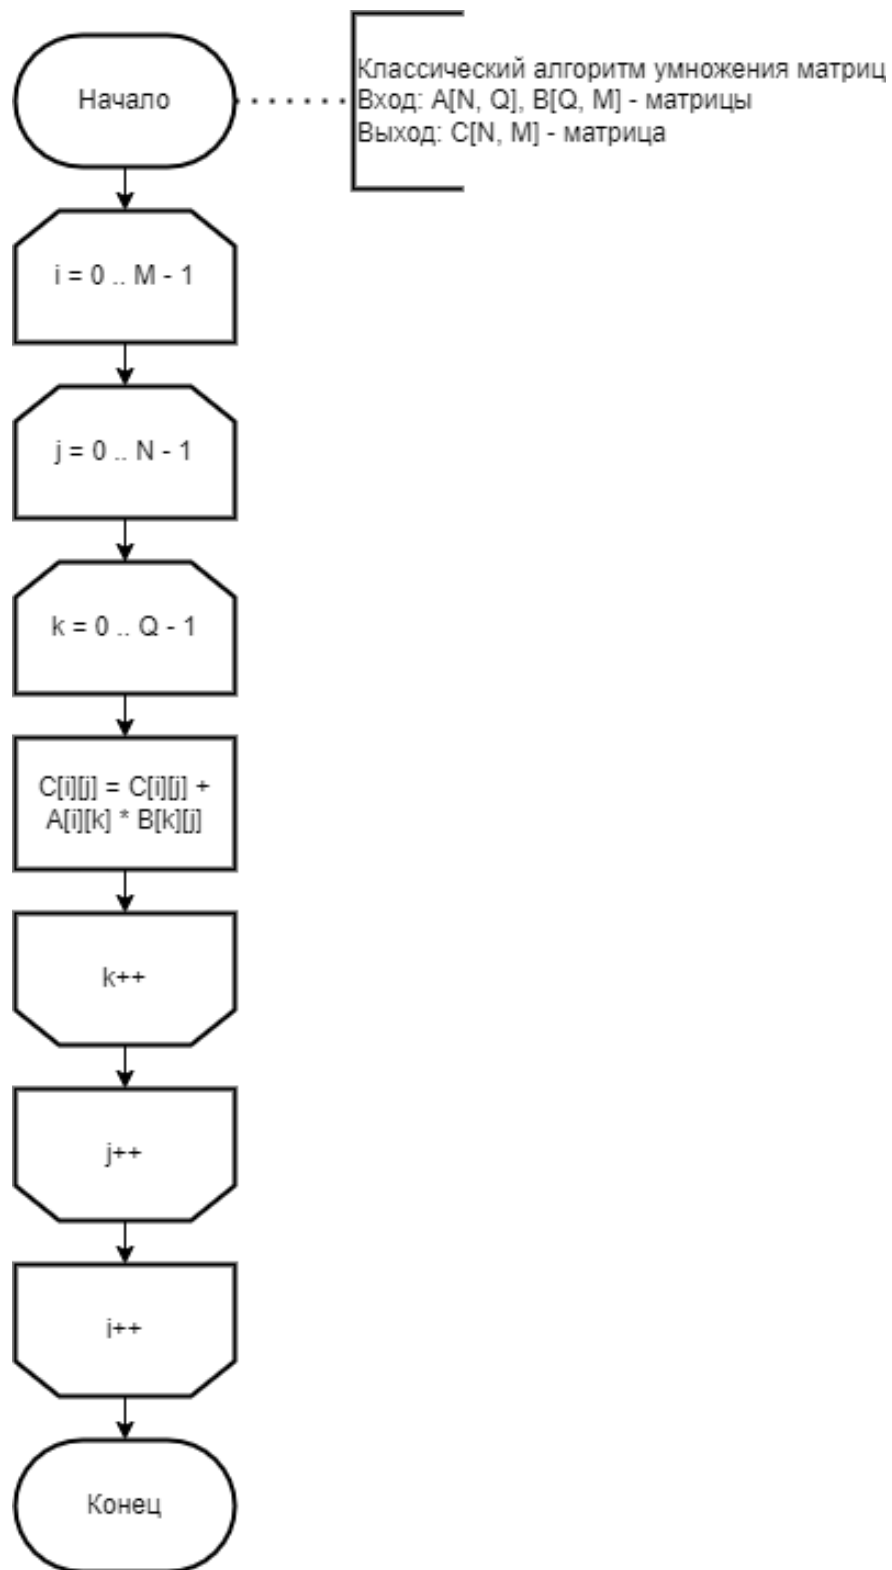 Начало
Классический алгоритм умножения матриц
Вход: A[N, Q], B[Q, M] - матрицы
Выход: C[N, M] - матрица
i = 0 .. M - 1
j = 0 .. N - 1
k = 0 .. Q - 1
C[i][j] = C[i][j] +
A[i][k] * B[k][j]
k++
j++
i++
Конец